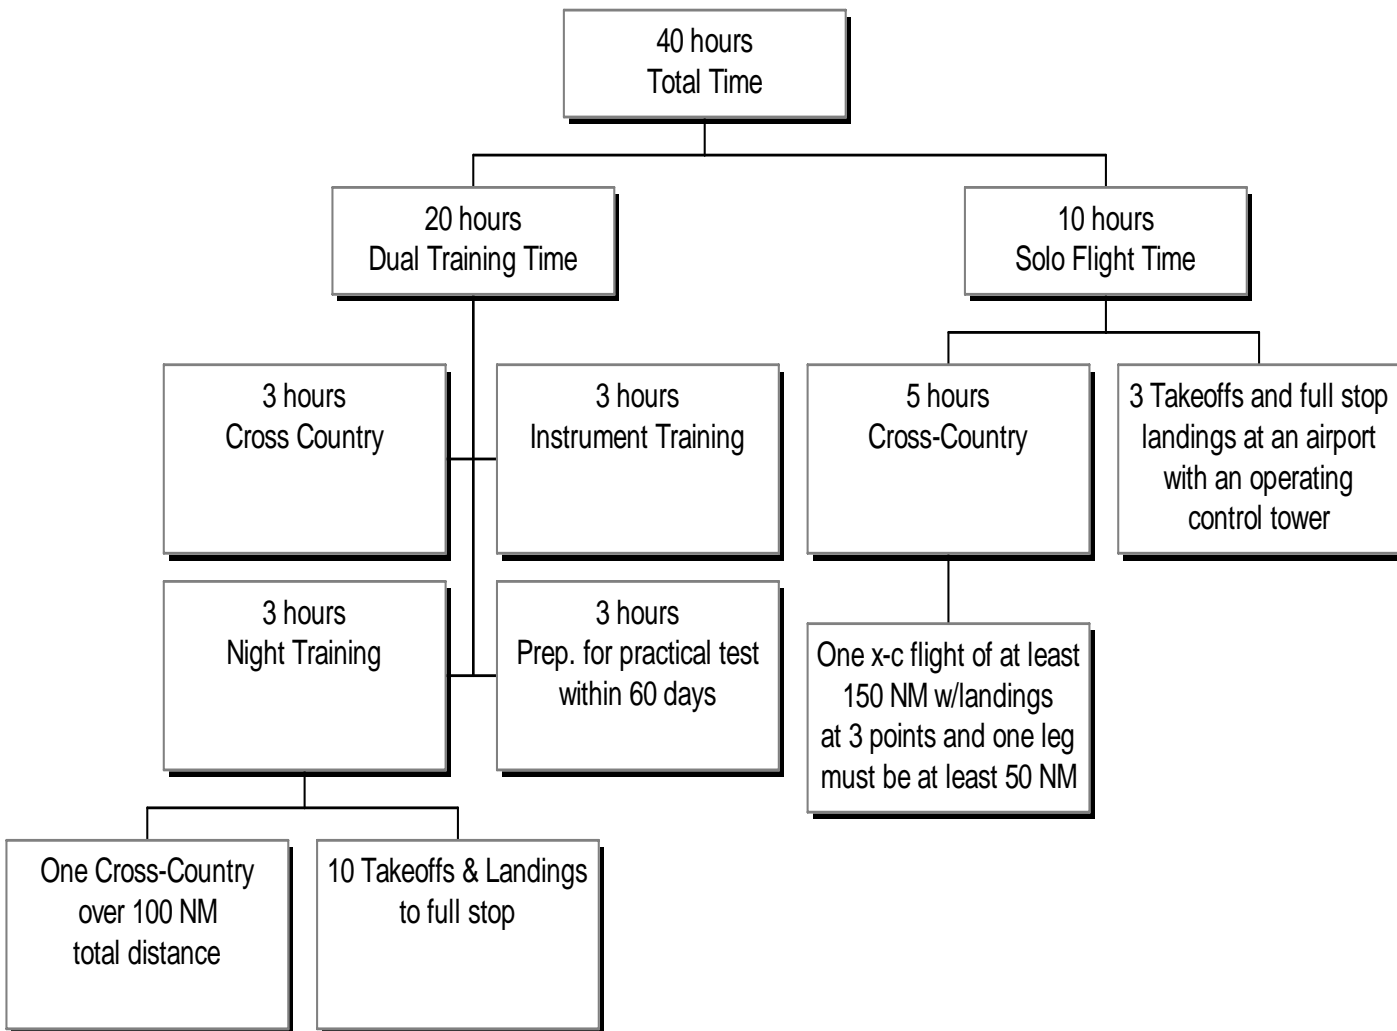 40 hours
Total Time
20 hours
Dual Training Time
10 hours
Solo Flight Time
3 hours
Cross Country
3 hours
Instrument Training
5 hours
Cross-Country
3 Takeoffs and full stop
landings at an airport
with an operating
control tower
3 hours
Night Training
3 hours
Prep. for practical test
within 60 days
One x-c flight of at least
150 NM w/landings
at 3 points and one leg
must be at least 50 NM
One Cross-Country
over 100 NM
total distance
10 Takeoffs & Landings
to full stop